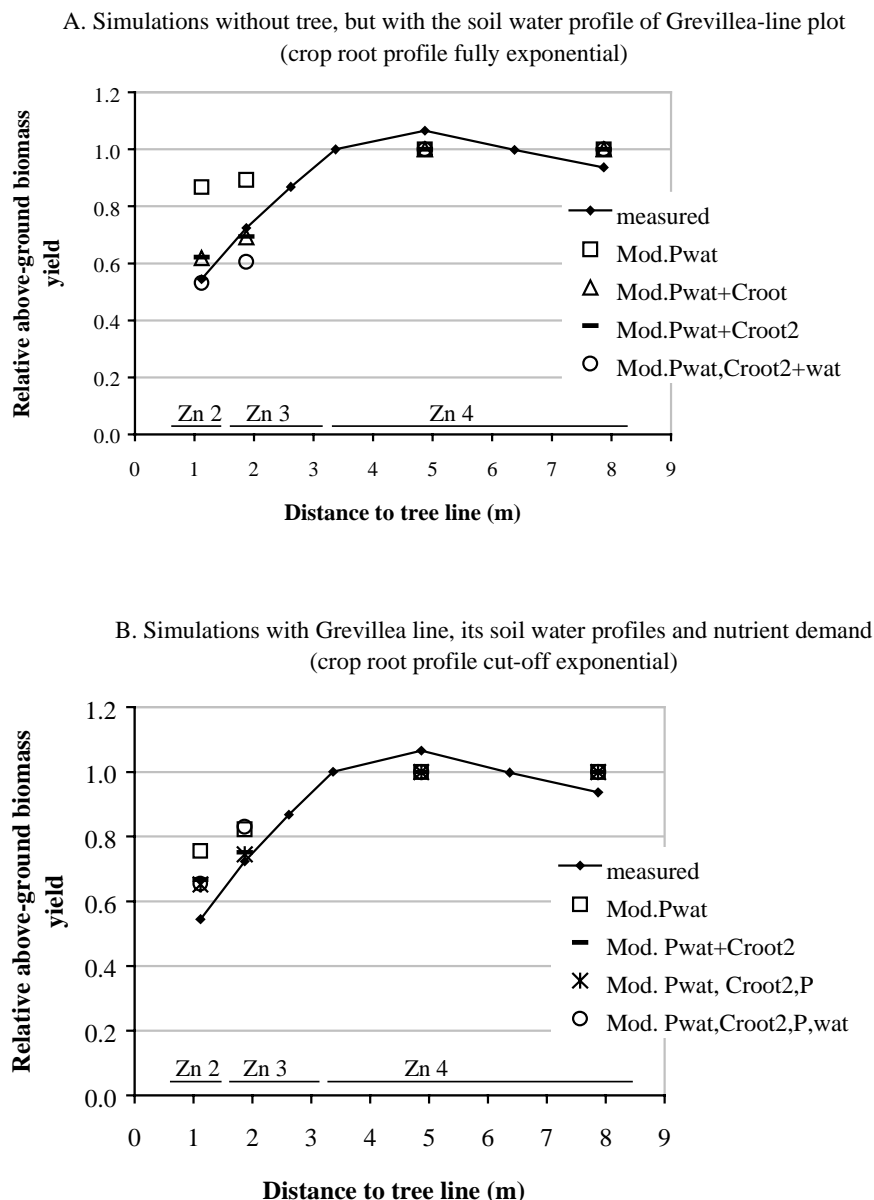 A. Simulations without tree, but with the soil water profile of Grevillea-line plot
(crop root profile fully exponential)
Relative above-ground biomass
yield
1.2
1.0
0.8
0.6
0.4
0.2
0.0
measured
Mod.Pwat
Mod.Pwat+Croot
Mod.Pwat+Croot2
Mod.Pwat,Croot2+wat
Zn 2 Zn 3 Zn 4
0 1 2 3 4 5 6 7 8 9
Distance to tree line (m)
B. Simulations with Grevillea line, its soil water profiles and nutrient demand
(crop root profile cut-off exponential)
Relative above-ground biomass
yield
1.2
1.0
0.8
0.6
0.4
0.2
0.0
measured
Mod.Pwat
Mod. Pwat+Croot2
Mod. Pwat, Croot2,P
Mod. Pwat,Croot2,P,wat
Zn 2 Zn 3 Zn 4
0 1 2 3 4 5 6 7 8 9
Distance to tree line (m)